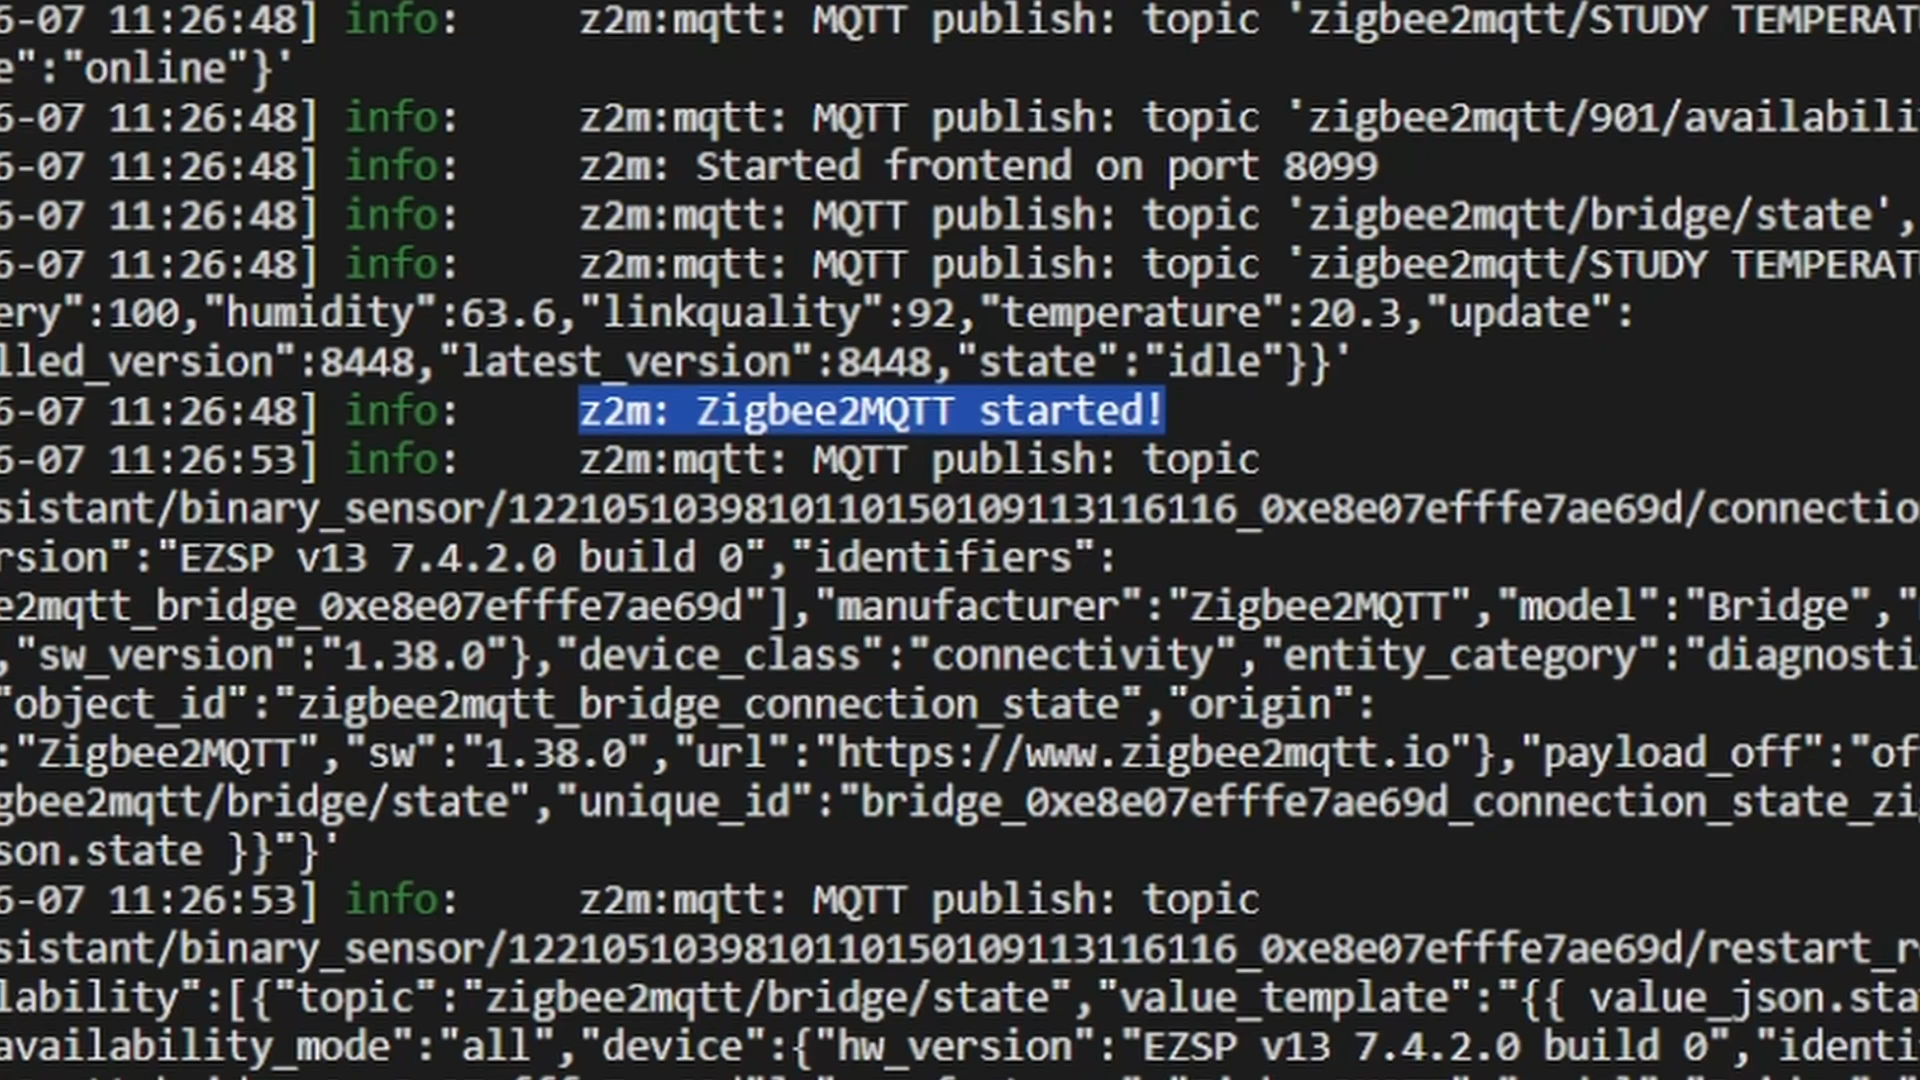 6-07 11:26:48] info: z2m:mqtt: MQTT publish: topic 'zigbee2mqtt/STUDY TEMPERAT
e":"online"}'
6-07 11:26:48] info: z2m:mqtt: MQTT publish: topic 'zigbee2mqtt/901/availabili
6-07 11:26:48] info: z2m: Started frontend on port 8099
6-07 11:26:48] info: z2m:mqtt: MQTT publish: topic 'zigbee2mqtt/bridge/state',
6-07 11:26:48] info: z2m:mqtt: MQTT publish: topic 'zigbee2mqtt/STUDY TEMPERAT
ery":100,"humidity":63.6,"linkquality":92,"temperature":20.3,"update":
lled_version":8448,"latest_version":8448,"state":"idle"}}'
6-07 11:26:48] info: z2m: Zigbee2MQTT started!
6-07 11:26:53] info: z2m:mqtt: MQTT publish: topic
sistant/binary_sensor/1221051039810110150109113116116_0xe8e07efffe7ae69d/connectio
rsion":"EZSP v13 7.4.2.0 build 0","identifiers":
e2mqtt_bridge_0xe8e07efffe7ae69d"],"manufacturer":"Zigbee2MQTT","model":"Bridge","
,"sw_version":"1.38.0"},"device_class":"connectivity","entity_category":"diagnosti
"object_id":"zigbee2mqtt_bridge_connection_state","origin":
:"Zigbee2MQTT","sw":"1.38.0","url":"https://www.zigbee2mqtt.io"},"payload_off":"of
gbee2mqtt/bridge/state","unique_id":"bridge_0xe8e07efffe7ae69d_connection_state_zi
son.state }}"}'
6-07 11:26:53] info: z2m:mqtt: MQTT publish: topic
sistant/binary_sensor/1221051039810110150109113116116_0xe8e07efffe7ae69d/restart_r
lability":[{"topic":"zigbee2mqtt/bridge/state","value_template":"{{ value_json.sta
availability_mode":"all","device":{"hw_version":"EZSP v13 7.4.2.0 build 0","identi